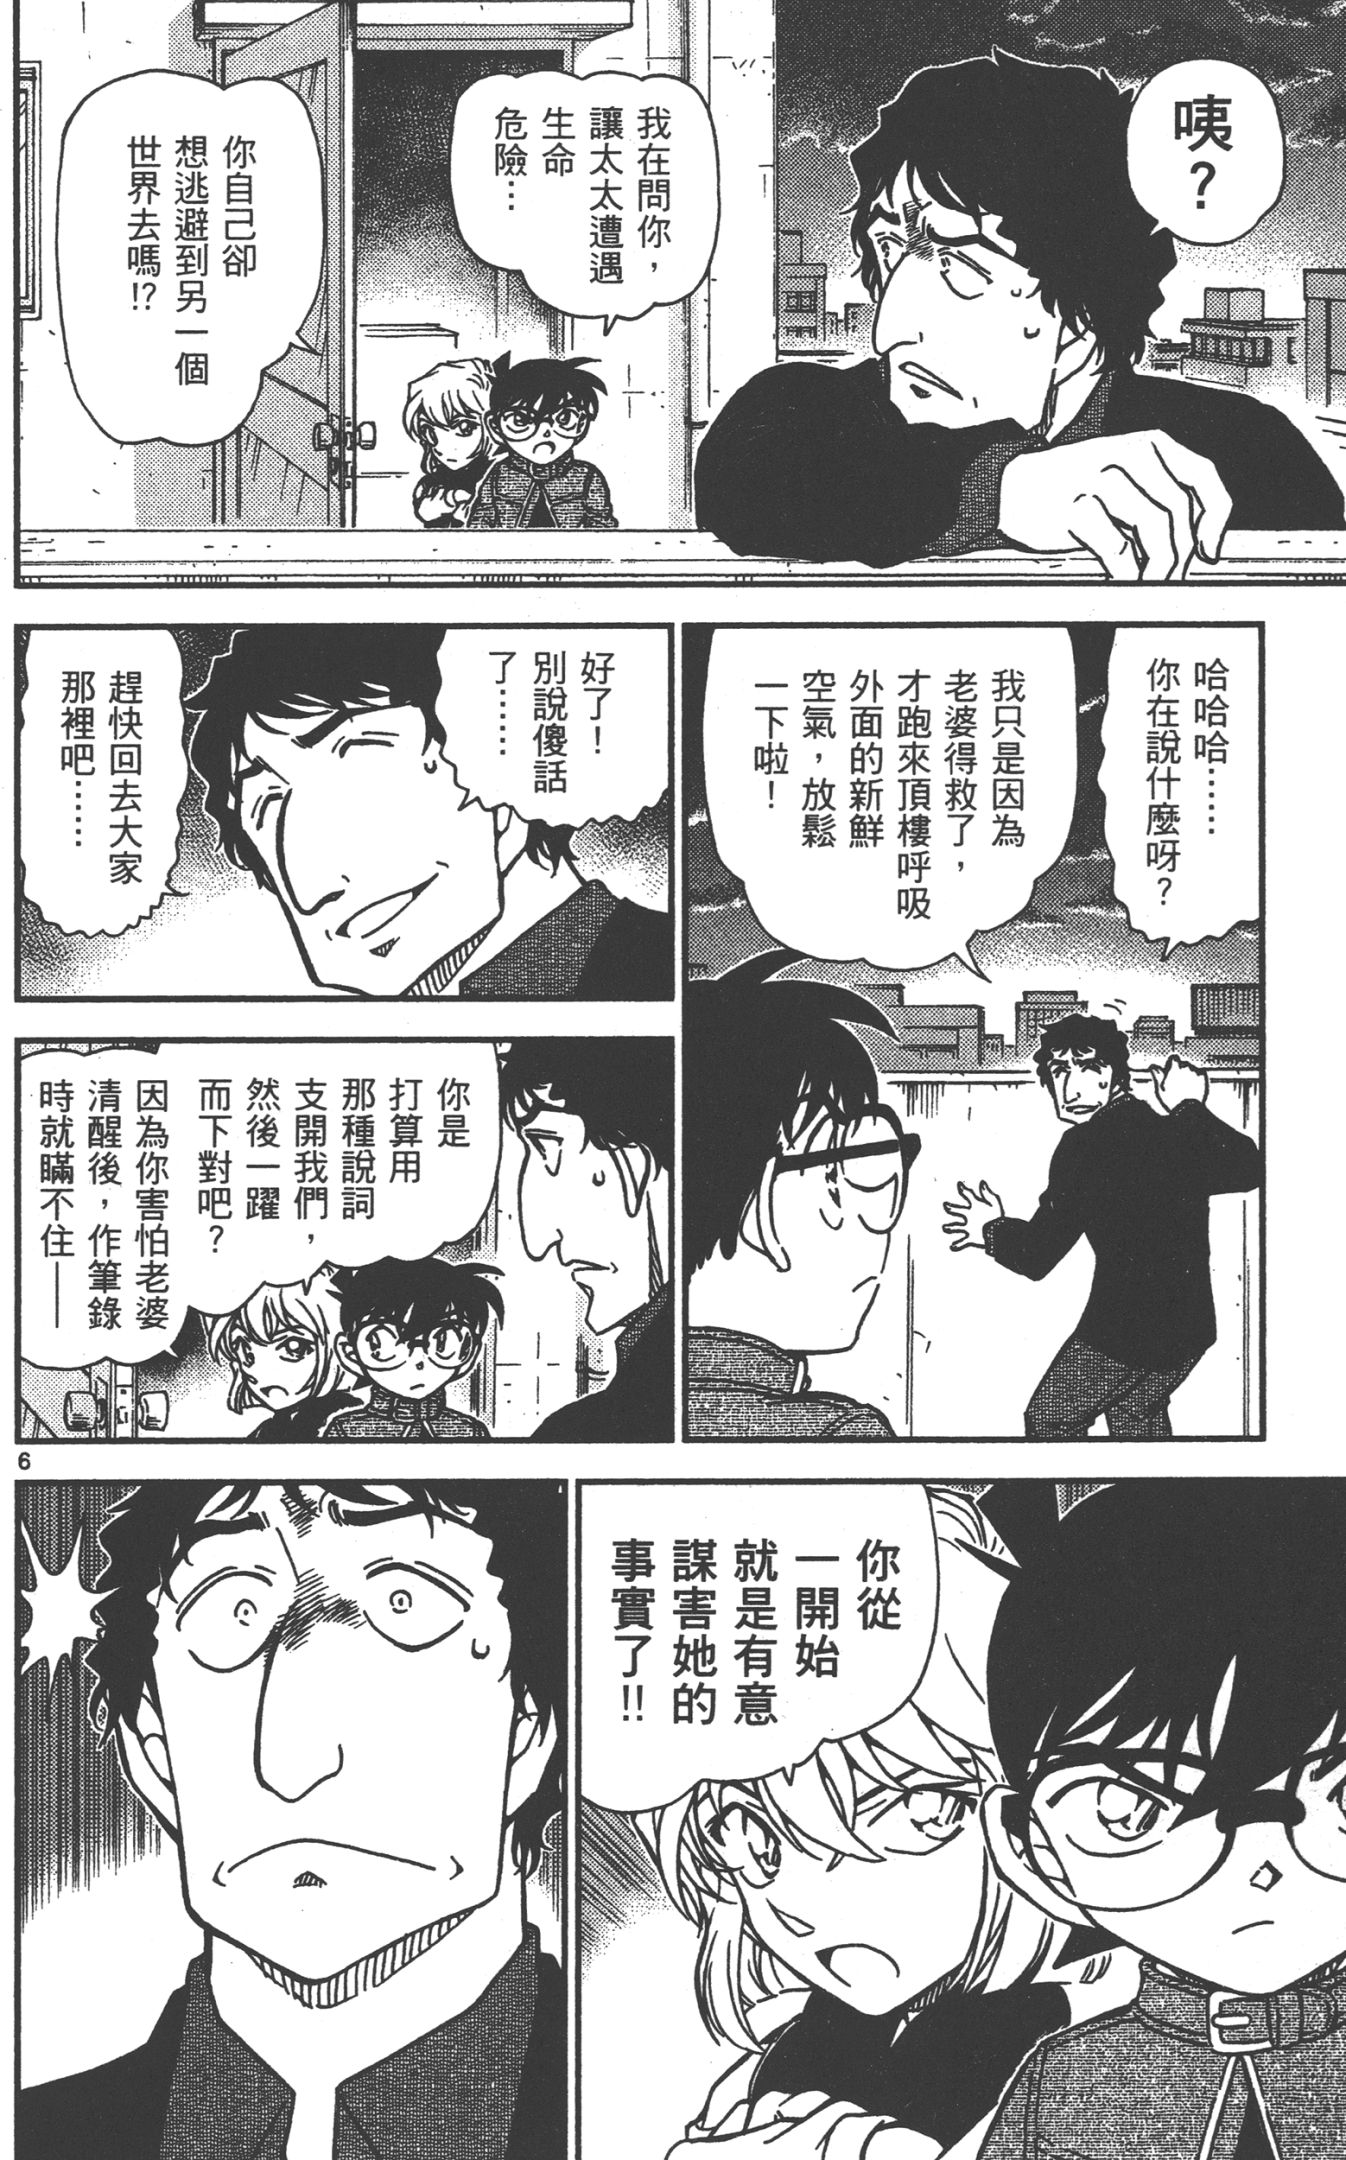 咦？
我在問你，
讓太太遭遇
生命
危險…
你自己卻
想逃避到另一個
世界去嗎!?
哈哈哈……
你在說什麼呀？
我只是因為
老婆得救了，
才跑來頂樓呼吸
外面的新鮮
空氣，放鬆
一下啦！
好了！
別說傻話
了……
趕快回去大家
那裡吧……
你是
打算用
那種說詞
支開我們，
然後一躍
而下對吧？
因為你害怕老婆
清醒後，作筆錄
時就瞞不住——
6
你從
一開始
就是有意
謀害她的
事實了!!